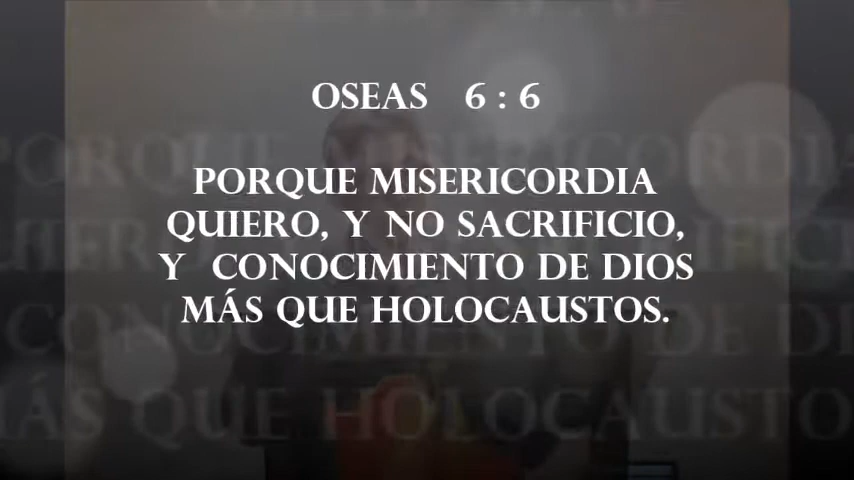 OSEAS 6 : 6
PORQUE MISERICORDIA
QUIERO, Y NO SACRIFICIO,
Y CONOCIMIENTO DE DIOS
MÁS QUE HOLOCAUSTOS.